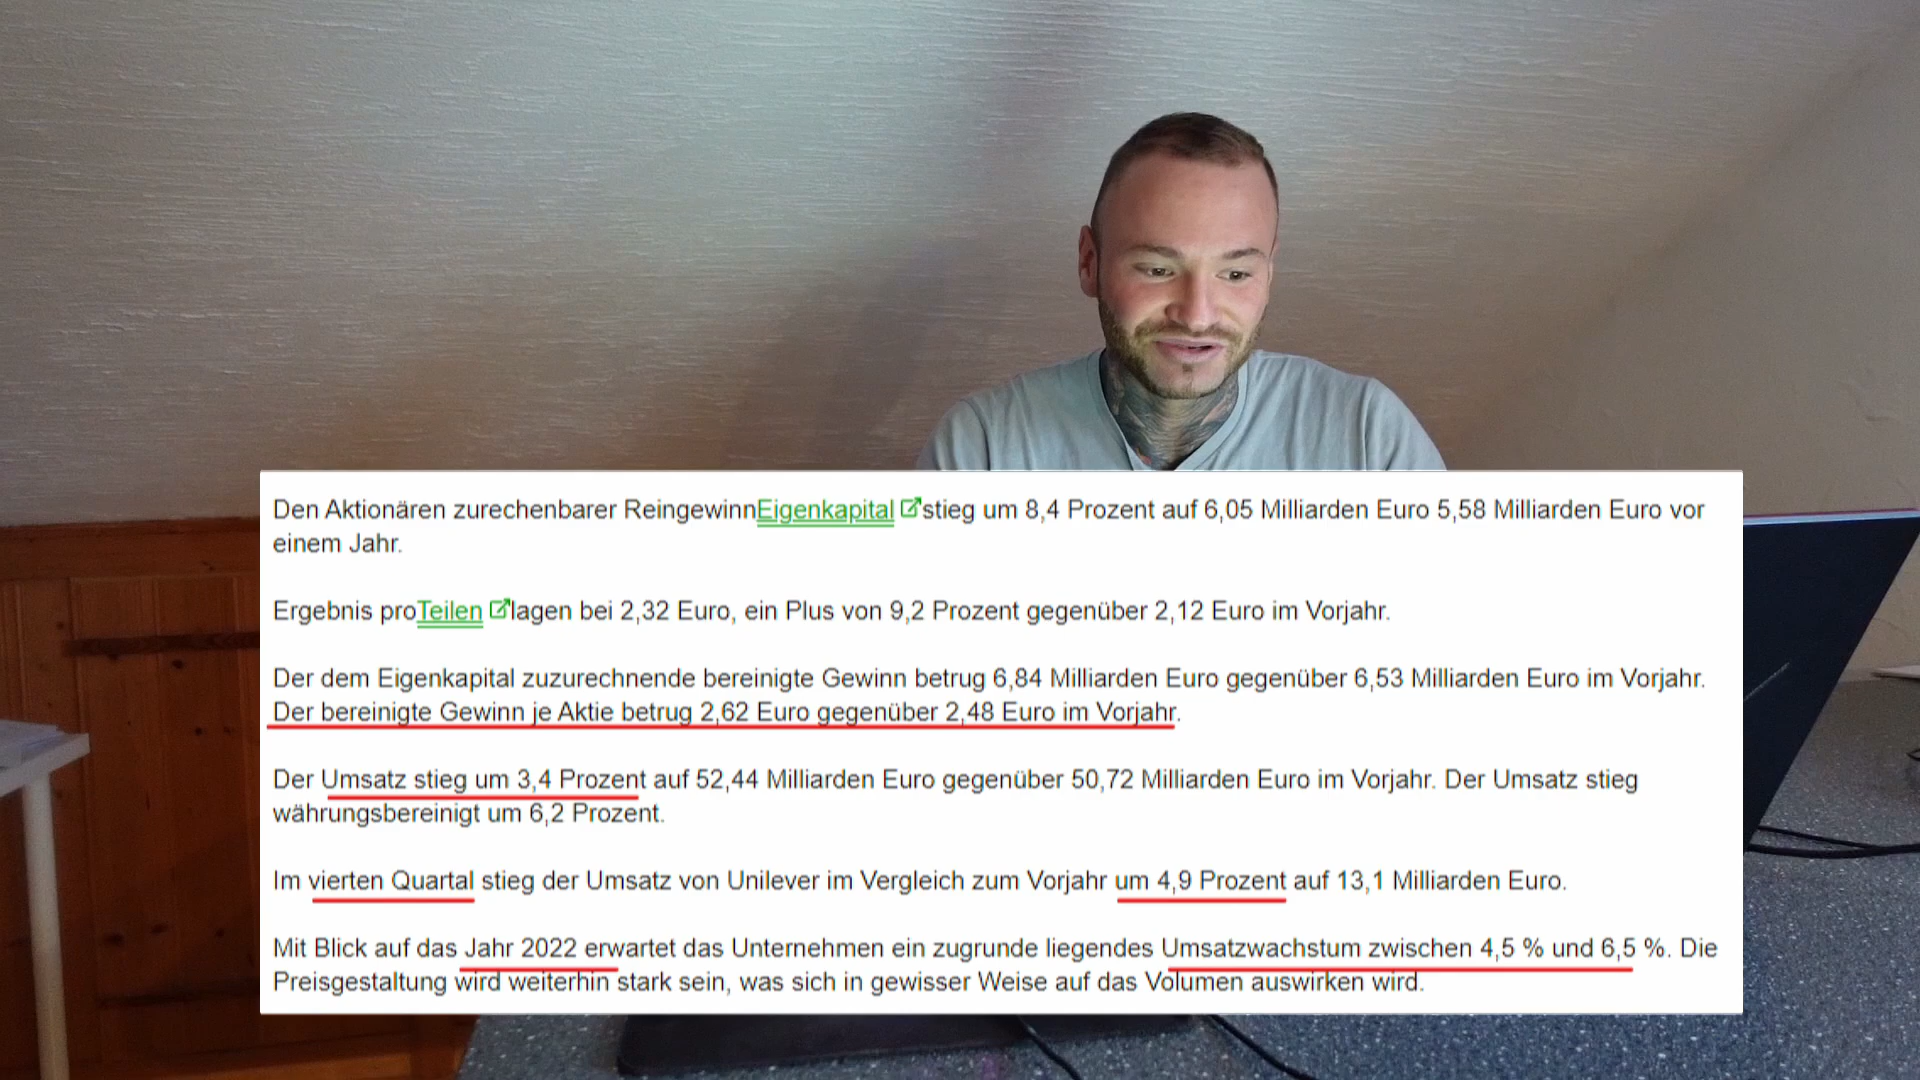 Den Aktionären zurechenbarer ReingewinnEigenkapital stieg um 8,4 Prozent auf 6,05 Milliarden Euro 5,58 Milliarden Euro vor
einem Jahr.
Ergebnis proTeilen lagen bei 2,32 Euro, ein Plus von 9,2 Prozent gegenüber 2,12 Euro im Vorjahr.
Der dem Eigenkapital zuzurechnende bereinigte Gewinn betrug 6,84 Milliarden Euro gegenüber 6,53 Milliarden Euro im Vorjahr.
Der bereinigte Gewinn je Aktie betrug 2,62 Euro gegenüber 2,48 Euro im Vorjahr.
Der Umsatz stieg um 3,4 Prozent auf 52,44 Milliarden Euro gegenüber 50,72 Milliarden Euro im Vorjahr. Der Umsatz stieg
währungsbereinigt um 6,2 Prozent.
Im vierten Quartal stieg der Umsatz von Unilever im Vergleich zum Vorjahr um 4,9 Prozent auf 13,1 Milliarden Euro.
Mit Blick auf das Jahr 2022 erwartet das Unternehmen ein zugrunde liegendes Umsatzwachstum zwischen 4,5 % und 6,5 %. Die
Preisgestaltung wird weiterhin stark sein, was sich in gewisser Weise auf das Volumen auswirken wird.